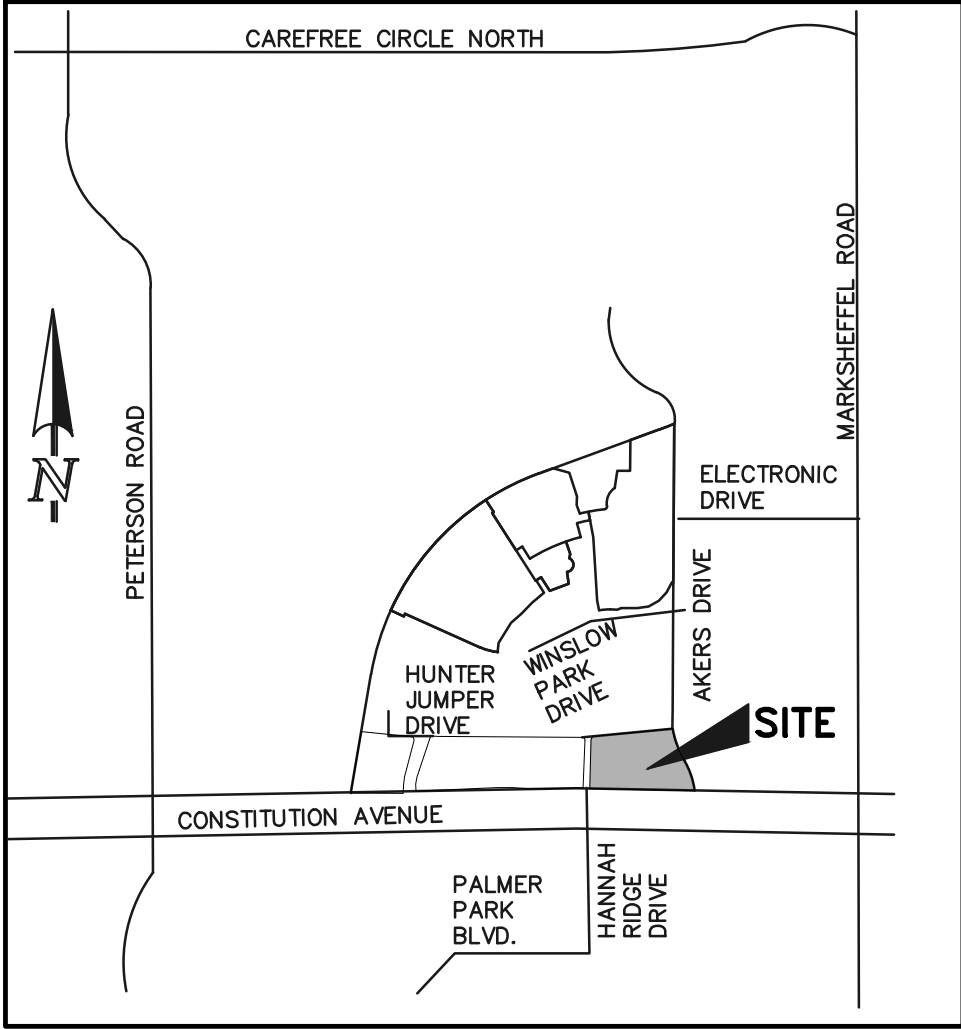 CAREFREE CIRCLE NORTH
MARKSHEFFEL ROAD
PETERSON ROAD
N
ELECTRONIC
DRIVE
AKERS DRIVE
WINSLOW
PARK
DRIVE
HUNTER
JUMPER
DRIVE
SITE
CONSTITUTION AVENUE
PALMER
PARK
BLVD.
HANNAH
RIDGE
DRIVE